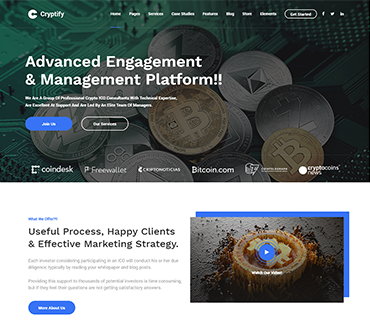 Cryptify
Home Pages Services Case Studies Features Blog Store Elements Get Started
Advanced Engagement
& Management Platform!!
We Are A Group Of Professional Crypto ICO Consultants With Technical Expertise,
Are Excellent At Support And Are Led By An Elite Team Of Managers.
Join Us Our Services
coindesk Freewallet CRIPTONOTICIAS Bitcoin.com cryptocoins
news
What We Offer?!
Useful Process, Happy Clients
& Effective Marketing Strategy.
Each investor considering participating in an ICO will conduct his or her due
diligence, typically by reading your whitepaper and blog posts.
Providing this support to thousands of potential investors is time consuming,
but if they feel their questions are not getting satisfactory answers.
More About Us
Watch Our Video!